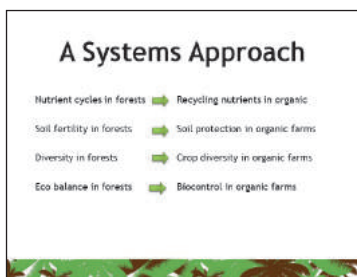 A Systems Approach
Nutrient cycles in forests Recycling nutrients in organic
Soil fertility in forests Soil protection in organic farms
Diversity in forests Crop diversity in organic farms
Eco balance in forests Biocontrol in organic farms